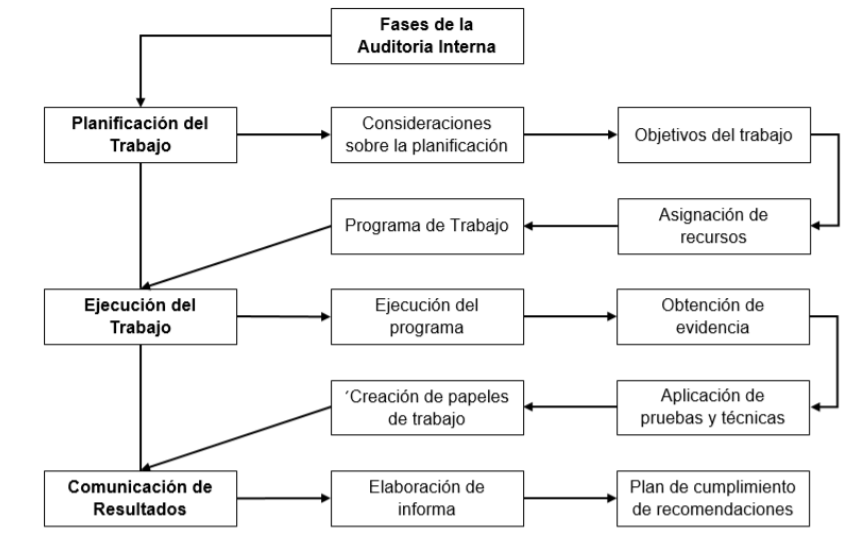 Fases de la
Auditoria Interna
Planificación del
Trabajo
Consideraciones
sobre la planificación
Objetivos del trabajo
Programa de Trabajo
Asignación de
recursos
Ejecución del
Trabajo
Ejecución del
programa
Obtención de
evidencia
´Creación de papeles
de trabajo
Aplicación de
pruebas y técnicas
Comunicación de
Resultados
Elaboración de
informa
Plan de cumplimiento
de recomendaciones